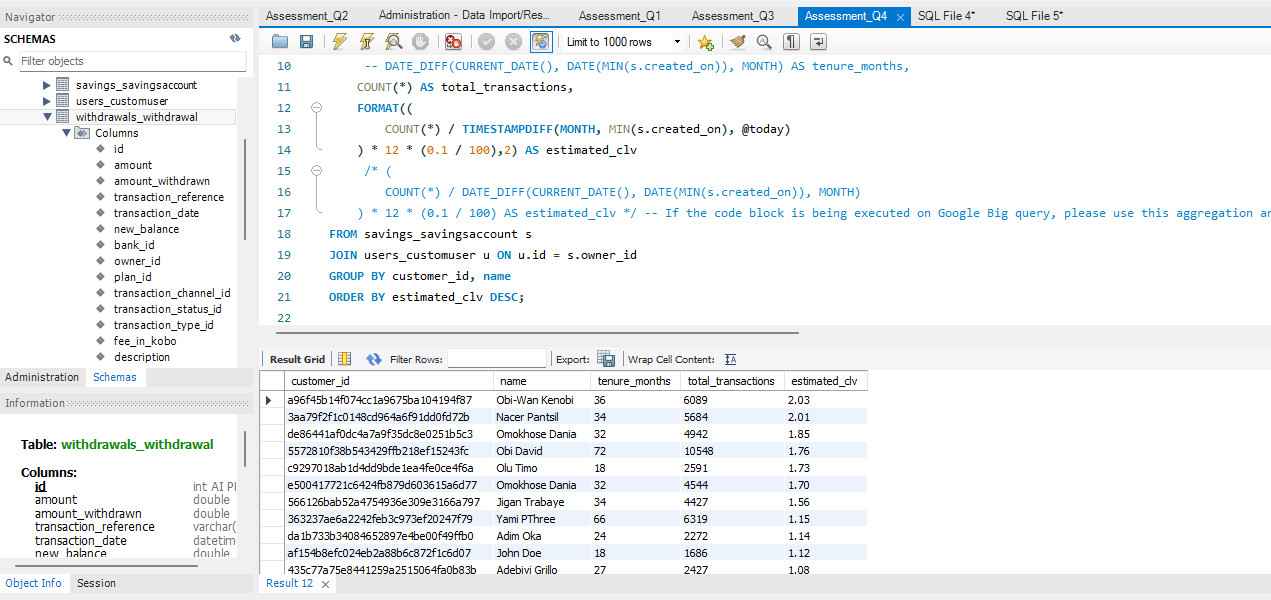 Navigator
SCHEMAS
Filter objects
savings_savingsaccount
users_customuser
withdrawals_withdrawal
Columns
id
amount
amount_withdrawn
transaction_reference
transaction_date
new_balance
bank_id
owner_id
plan_id
transaction_channel_id
transaction_status_id
transaction_type_id
fee_in_kobo
description
Administration Schemas
Information
Table: withdrawals_withdrawal
Columns:
id int AI PI
amount double
amount_withdrawn double
transaction_reference varchar(
transaction_date datetim
new_balance double
Object Info Session
Assessment_Q2 Administration - Data Import/Res... Assessment_Q1 Assessment_Q3 Assessment_Q4 SQL File 4* SQL File 5*
Limit to 1000 rows
10 -- DATE_DIFF(CURRENT_DATE(), DATE(MIN(s.created_on)), MONTH) AS tenure_months,
11 COUNT(*) AS total_transactions,
12 FORMAT((
13 COUNT(*) / TIMESTAMPDIFF(MONTH, MIN(s.created_on), @today)
14 ) * 12 * (0.1 / 100),2) AS estimated_clv
15 /* (
16 COUNT(*) / DATE_DIFF(CURRENT_DATE(), DATE(MIN(s.created_on)), MONTH)
17 ) * 12 * (0.1 / 100) AS estimated_clv */ -- If the code block is being executed on Google Big query, please use this aggregation an
18 FROM savings_savingsaccount s
19 JOIN users_customuser u ON u.id = s.owner_id
20 GROUP BY customer_id, name
21 ORDER BY estimated_clv DESC;
22
Result Grid Filter Rows: Export: Wrap Cell Content: IA
customer_id name tenure_months total_transactions estimated_clv
a96f45b14f074cc1a9675ba104194f87 Obi-Wan Kenobi 36 6089 2.03
3aa79f2f1c0148cd964a6f91dd0fd72b Nacer Pantsil 34 5684 2.01
de86441af0dc4a7a9f35dc8e0251b5c3 Omokhose Dania 32 4942 1.85
5572810f38b543429ffb218ef15243fc Obi David 72 10548 1.76
c9297018ab1d4dd9bde1ea4fe0ce4f6a Olu Timo 18 2591 1.73
e500417721c6424fb879d603615a6d77 Omokhose Dania 32 4544 1.70
566126bab52a4754936e309e3166a797 Jigan Trabaye 34 4427 1.56
363237ae6a2242feb3c973ef20247f79 Yami PThree 66 6319 1.15
da1b733b34084652897e4be00f49ffb0 Adim Oka 24 2272 1.14
af154b8efc024eb2a88b6c872f1c6d07 John Doe 18 1686 1.12
435c77a75e8441259a2515064fa0b83b Adebivi Grillo 27 2427 1.08
Result 12